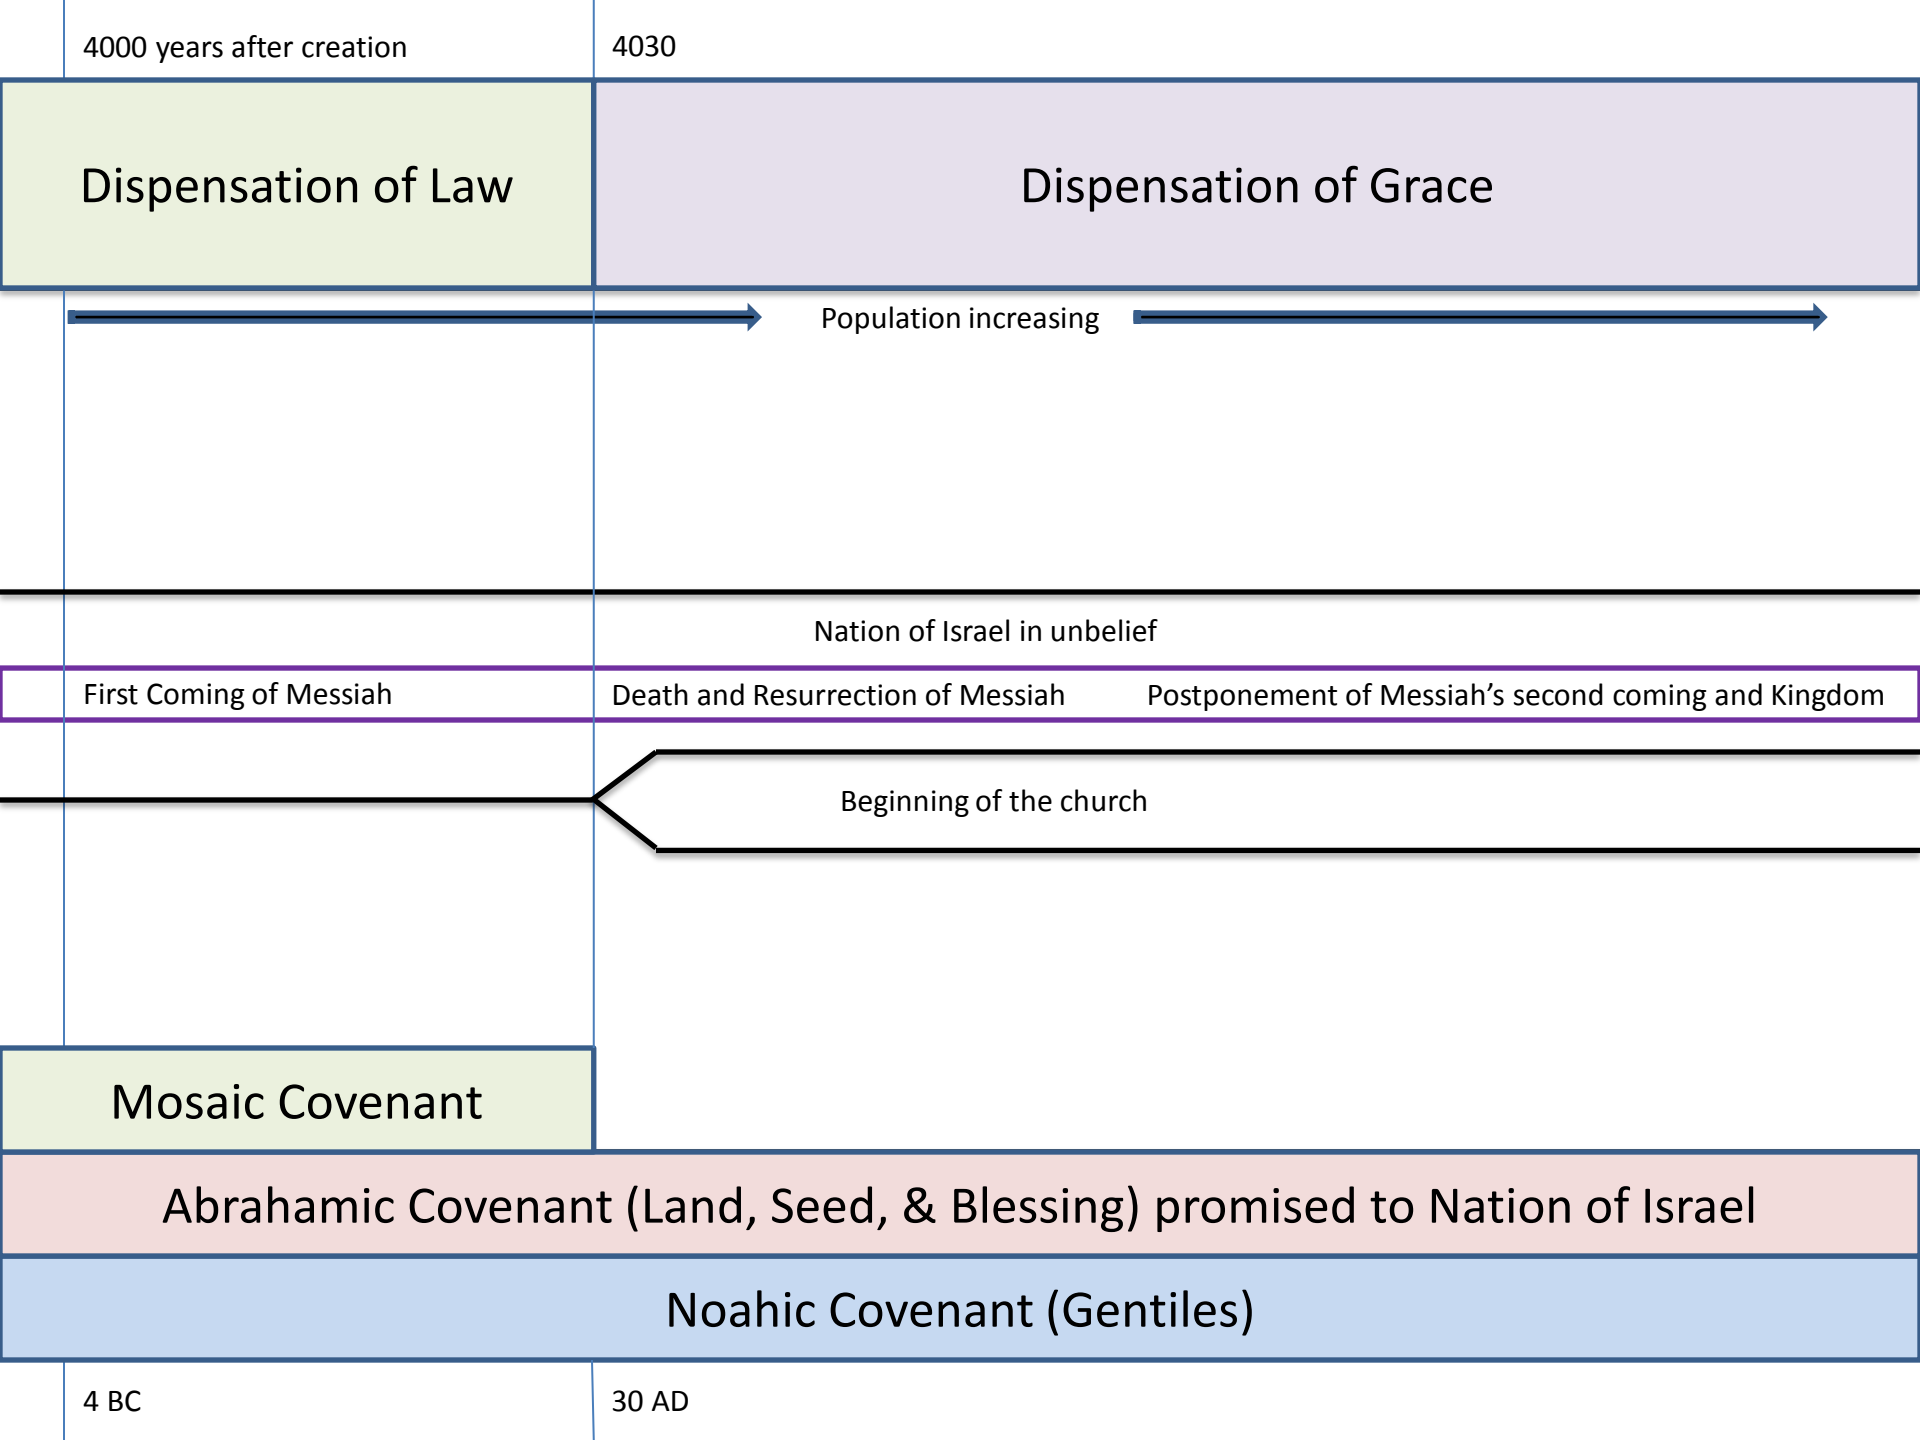 4000 years after creation
4030
Dispensation of Law
Dispensation of Grace
Population increasing
Nation of Israel in unbelief
First Coming of Messiah
Death and Resurrection of Messiah
Postponement of Messiah’s second coming and Kingdom
Beginning of the church
Mosaic Covenant
Abrahamic Covenant (Land, Seed, & Blessing) promised to Nation of Israel
Noahic Covenant (Gentiles)
4 BC
30 AD